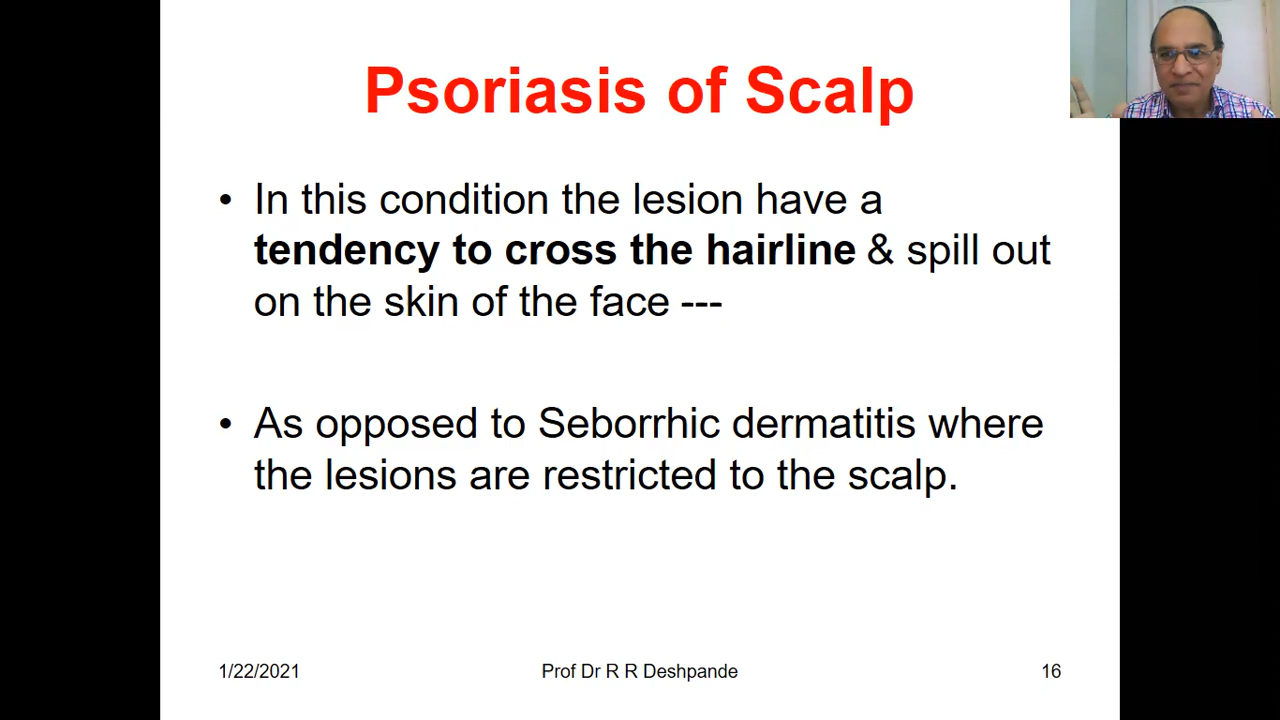 Psoriasis of Scalp
• In this condition the lesion have a
tendency to cross the hairline & spill out
on the skin of the face ---
• As opposed to Seborrhic dermatitis where
the lesions are restricted to the scalp.
1/22/2021 Prof Dr R R Deshpande 16